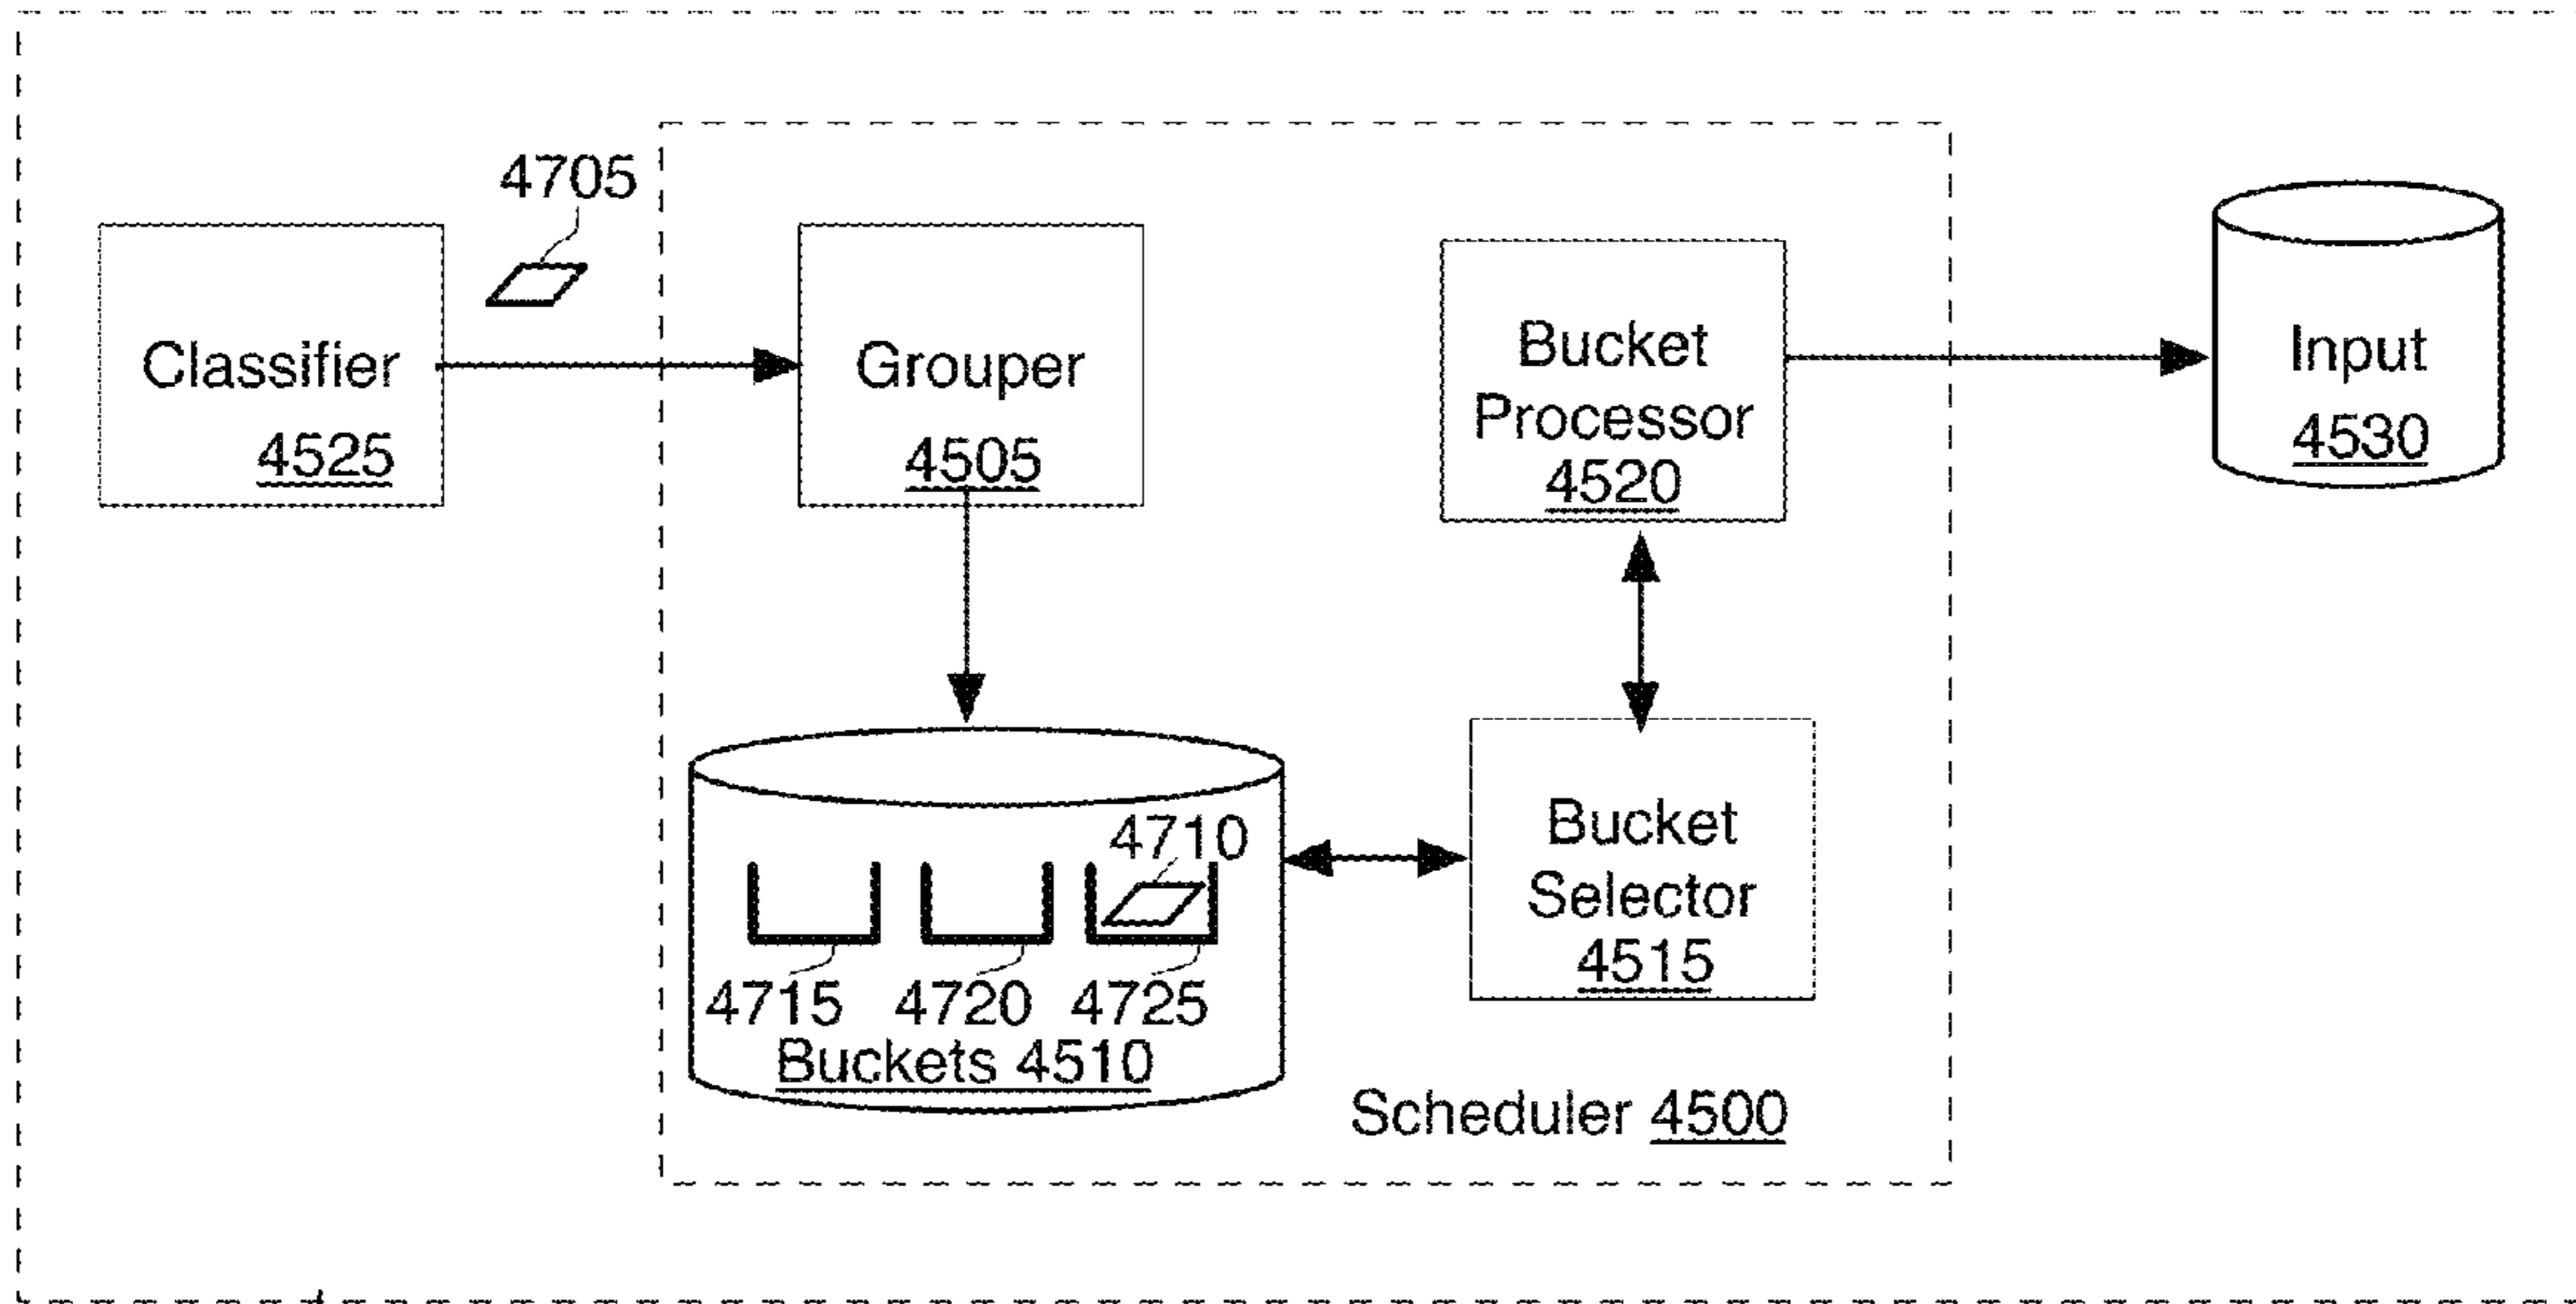 4705
Classifier
4525
Grouper
4505
Bucket
Processor
4520
Input
4530
4710
4715 4720 4725
Buckets 4510
Bucket
Selector
4515
Scheduler 4500